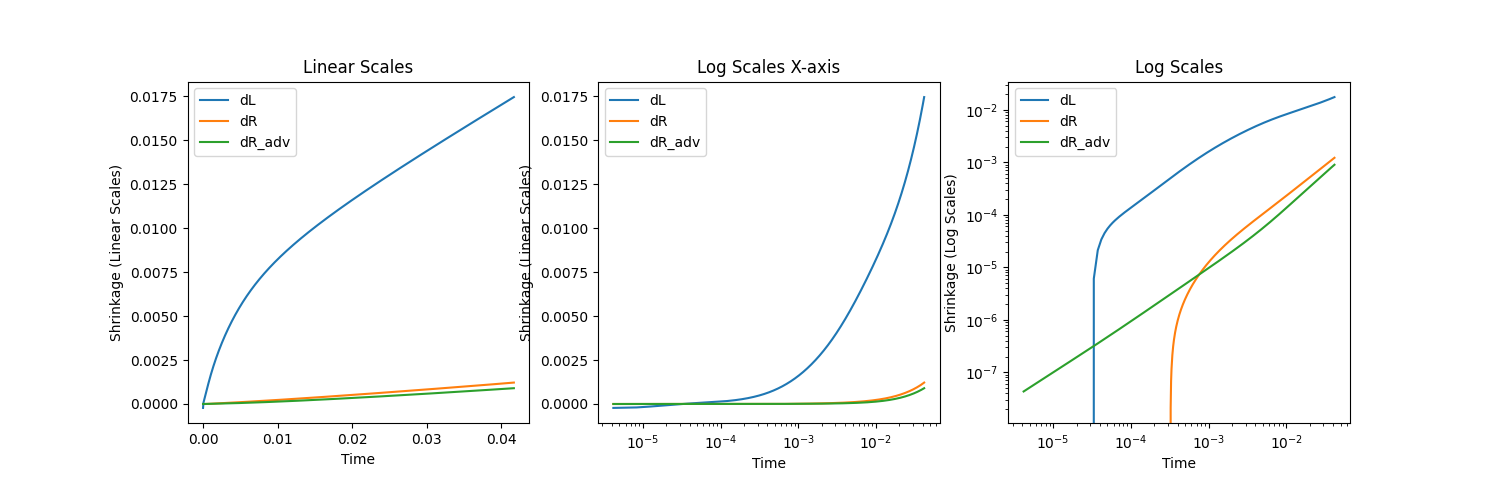 Linear Scales
Shrinkage (Linear Scales)
0.0175
0.0150
0.0125
0.0100
0.0075
0.0050
0.0025
0.0000
dL
dR
dR_adv
0.00
0.01
0.02
0.03
0.04
Time
Log Scales X-axis
Shrinkage (Linear Scales)
0.0175
0.0150
0.0125
0.0100
0.0075
0.0050
0.0025
0.0000
dL
dR
dR_adv
10⁻⁵
10⁻⁴
10⁻³
10⁻²
Time
Log Scales
Shrinkage (Log Scales)
10⁻²
10⁻³
10⁻⁴
10⁻⁵
10⁻⁶
10⁻⁷
dL
dR
dR_adv
10⁻⁵
10⁻⁴
10⁻³
10⁻²
Time